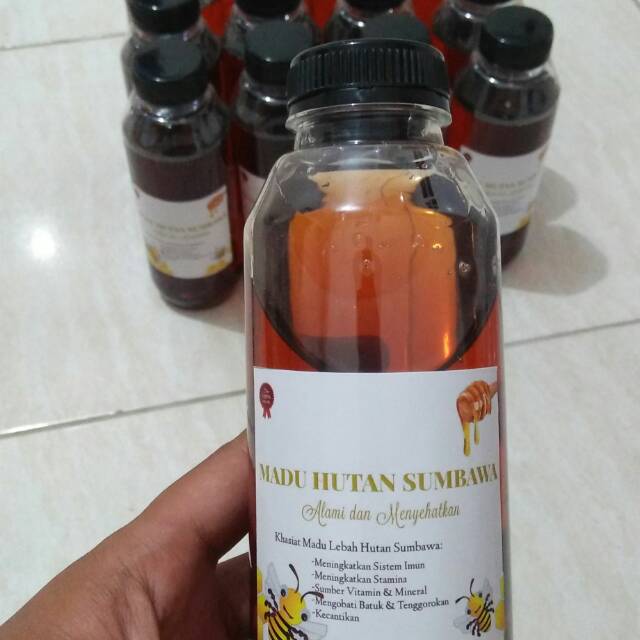 MADU HUTAN SUMBAWA
Alami dan Menyehatkan
Khasiat Madu Lebah Hutan Sumbawa:
-Meningkatkan Sistem Imun
-Meningkatkan Stamina
-Sumber Vitamin & Mineral
-Mengobati Batuk & Tenggorokan
-Kecantikan